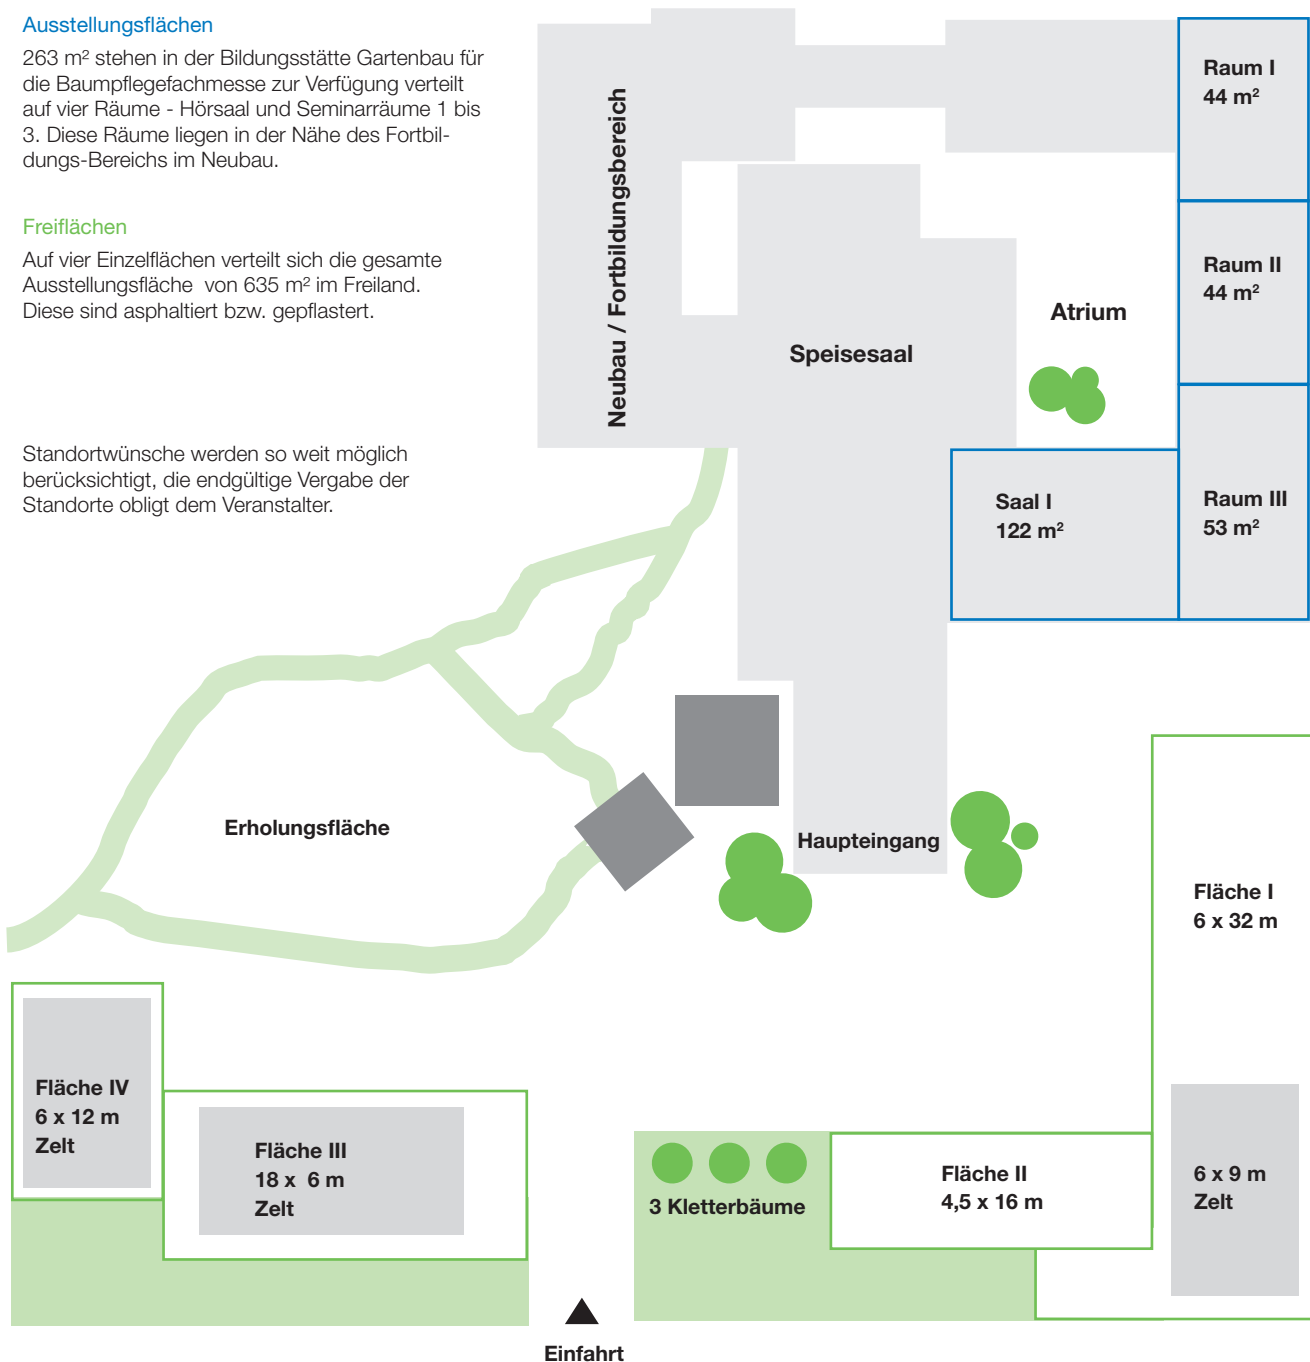 Ausstellungsflächen
263 m² stehen in der Bildungsstätte Gartenbau für
die Baumpflegefachmesse zur Verfügung verteilt
auf vier Räume - Hörsaal und Seminarräume 1 bis
3. Diese Räume liegen in der Nähe des Fortbil-
dungs-Bereichs im Neubau.
Freiflächen
Auf vier Einzelflächen verteilt sich die gesamte
Ausstellungsfläche von 635 m² im Freiland.
Diese sind asphaltiert bzw. gepflastert.
Standortwünsche werden so weit möglich
berücksichtigt, die endgültige Vergabe der
Standorte obligt dem Veranstalter.
Neubau / Fortbildungsbereich
Speisesaal
Atrium
Raum I
44 m²
Raum II
44 m²
Raum III
53 m²
Saal I
122 m²
Erholungsfläche
Haupteingang
Fläche I
6 x 32 m
Fläche IV
6 x 12 m
Zelt
Fläche III
18 x 6 m
Zelt
3 Kletterbäume
Fläche II
4,5 x 16 m
6 x 9 m
Zelt
Einfahrt